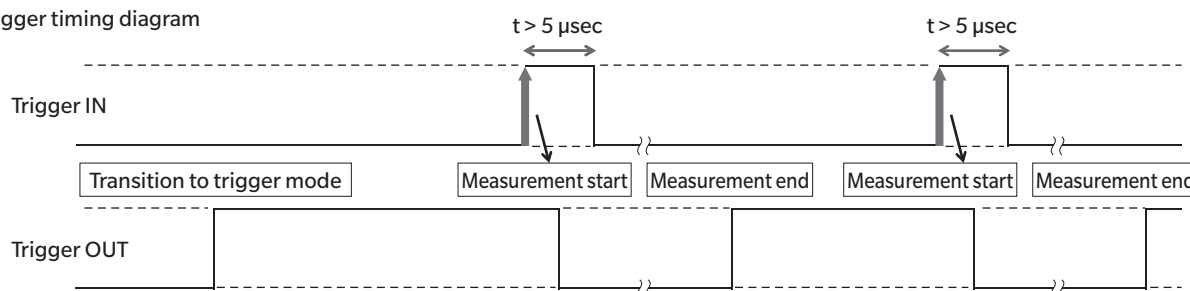 gger timing diagram
t > 5 μsec t > 5 μsec
Trigger IN
Transition to trigger mode Measurement start Measurement end Measurement start Measurement end
Trigger OUT